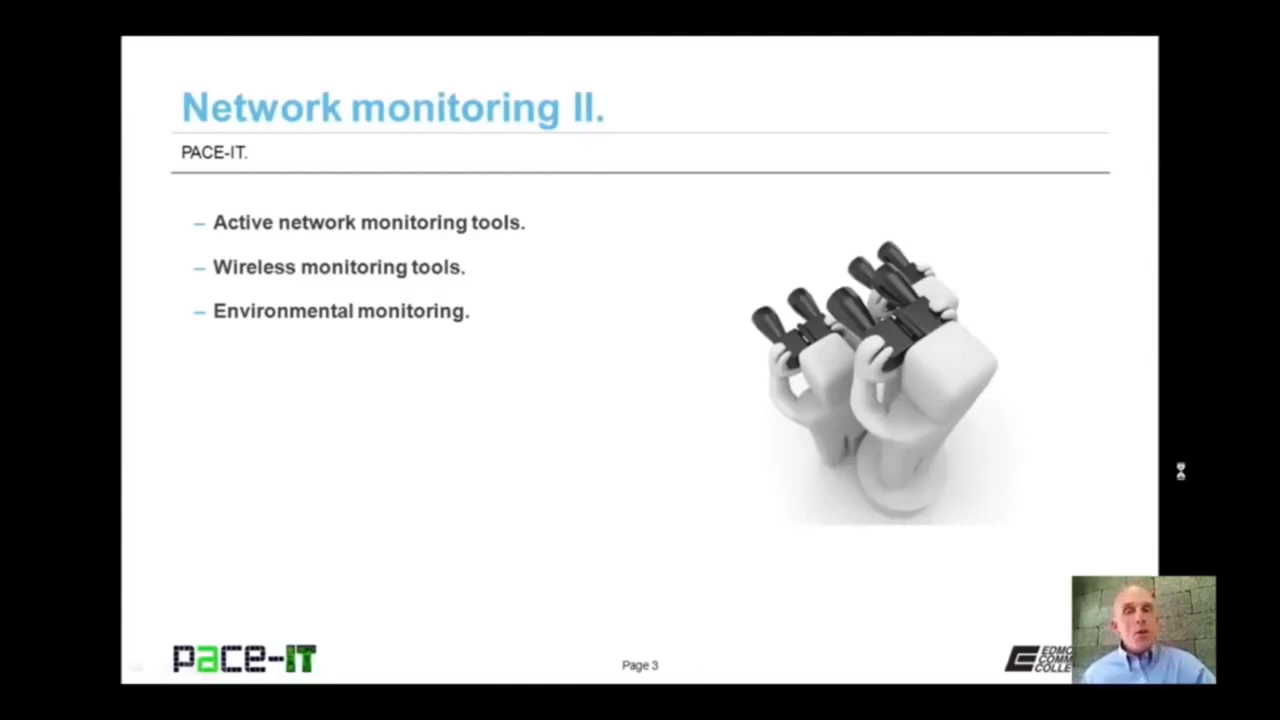 Network monitoring II.
PACE-IT.
– Active network monitoring tools.
– Wireless monitoring tools.
– Environmental monitoring.
pace-IT
Page 3